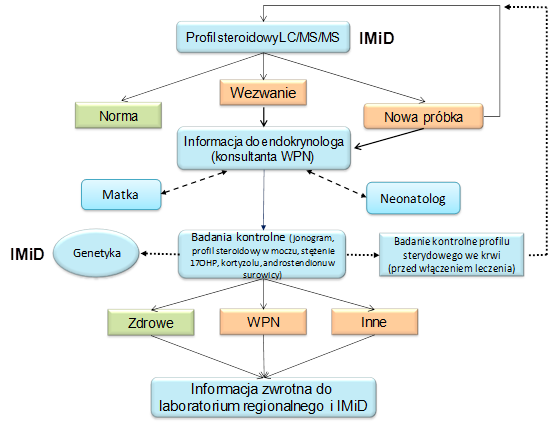 Profil steroidowy LC/MS/MS
IMiD
Wezwanie
Norma
Nowa próbka
Informacja do endokrynologa
(konsultanta WPN)
Matka
Neonatolog
IMiD
Genetyka
Badania kontrolne (jonogram,
profil steroidowy w moczu, stężenie
17OHP, kortyzolu, androstendionu w
surowicy)
Badanie kontrolne profilu
sterydowego we krwi
(przed włączeniem leczenia)
Zdrowe
WPN
Inne
Informacja zwrotna do
laboratorium regionalnego i IMiD